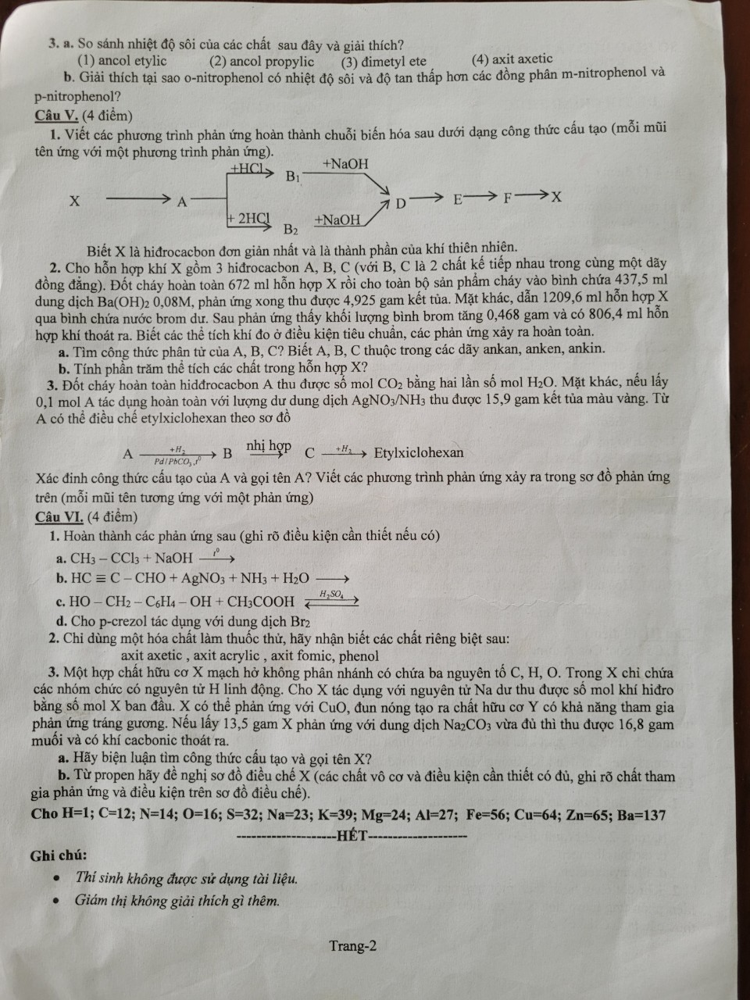 3. a. So sánh nhiệt độ sôi của các chất sau đây và giải thích?
(1) ancol etylic (2) ancol propylic (3) đimetyl ete (4) axit axetic
b. Giải thích tại sao o-nitrophenol có nhiệt độ sôi và độ tan thấp hơn các đồng phân m-nitrophenol và
p-nitrophenol?
Câu V. (4 điểm)
1. Viết các phương trình phản ứng hoàn thành chuỗi biến hóa sau dưới dạng công thức cấu tạo (mỗi mũi
tên ứng với một phương trình phản ứng).
+HCl B₁ +NaOH
X → A D → E → F → X
+ 2HCl B₂ +NaOH
Biết X là hiđrocacbon đơn giản nhất và là thành phần của khí thiên nhiên.
2. Cho hỗn hợp khí X gồm 3 hiđrocacbon A, B, C (với B, C là 2 chất kế tiếp nhau trong cùng một dãy
đồng đẳng). Đốt cháy hoàn toàn 672 ml hỗn hợp X rồi cho toàn bộ sản phẩm cháy vào bình chứa 437,5 ml
dung dịch Ba(OH)₂ 0,08M, phản ứng xong thu được 4,925 gam kết tủa. Mặt khác, dẫn 1209,6 ml hỗn hợp X
qua bình chứa nước brom dư. Sau phản ứng thấy khối lượng bình brom tăng 0,468 gam và có 806,4 ml hỗn
hợp khí thoát ra. Biết các thể tích khí đo ở điều kiện tiêu chuẩn, các phản ứng xảy ra hoàn toàn.
a. Tìm công thức phân tử của A, B, C? Biết A, B, C thuộc trong các dãy ankan, anken, ankin.
b. Tính phần trăm thể tích các chất trong hỗn hợp X?
3. Đốt cháy hoàn toàn hiđđrocacbon A thu được số mol CO₂ bằng hai lần số mol H₂O. Mặt khác, nếu lấy
0,1 mol A tác dụng hoàn toàn với lượng dư dung dịch AgNO₃/NH₃ thu được 15,9 gam kết tủa màu vàng. Từ
A có thể điều chế etylxiclohexan theo sơ đồ
A +H₂ Pd/PbCO₃,t⁰ → B nhị hợp → C +H₂ → Etylxiclohexan
Xác đinh công thức cấu tạo của A và gọi tên A? Viết các phương trình phản ứng xảy ra trong sơ đồ phản ứng
trên (mỗi mũi tên tương ứng với một phản ứng)
Câu VI. (4 điểm)
1. Hoàn thành các phản ứng sau (ghi rõ điều kiện cần thiết nếu có)
a. CH₃ – CCl₃ + NaOH t⁰ →
b. HC ≡ C – CHO + AgNO₃ + NH₃ + H₂O →
c. HO – CH₂ – C₆H₄ – OH + CH₃COOH H₂SO₄ ⇌
d. Cho p-crezol tác dụng với dung dịch Br₂
2. Chỉ dùng một hóa chất làm thuốc thử, hãy nhận biết các chất riêng biệt sau:
axit axetic , axit acrylic , axit fomic, phenol
3. Một hợp chất hữu cơ X mạch hở không phân nhánh có chứa ba nguyên tố C, H, O. Trong X chỉ chứa
các nhóm chức có nguyên tử H linh động. Cho X tác dụng với nguyên tử Na dư thu được số mol khí hiđro
bằng số mol X ban đầu. X có thể phản ứng với CuO, đun nóng tạo ra chất hữu cơ Y có khả năng tham gia
phản ứng tráng gương. Nếu lấy 13,5 gam X phản ứng với dung dịch Na₂CO₃ vừa đủ thì thu được 16,8 gam
muối và có khí cacbonic thoát ra.
a. Hãy biện luận tìm công thức cấu tạo và gọi tên X?
b. Từ propen hãy đề nghị sơ đồ điều chế X (các chất vô cơ và điều kiện cần thiết có đủ, ghi rõ chất tham
gia phản ứng và điều kiện trên sơ đồ điều chế).
Cho H=1; C=12; N=14; O=16; S=32; Na=23; K=39; Mg=24; Al=27; Fe=56; Cu=64; Zn=65; Ba=137
--------------------HẾT--------------------
Ghi chú:
• Thí sinh không được sử dụng tài liệu.
• Giám thị không giải thích gì thêm.
Trang-2